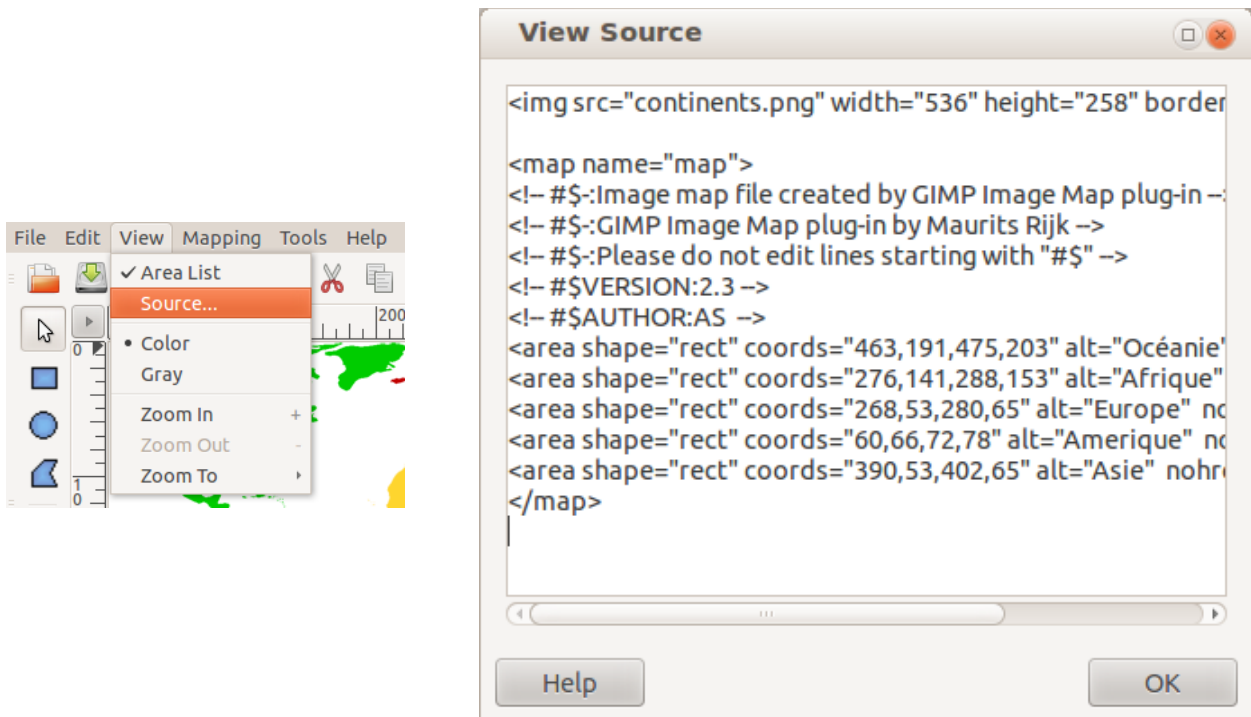 File Edit View Mapping Tools Help
✓ Area List
Source...
• Color
Gray
Zoom In +
Zoom Out -
Zoom To
200
0
1
0
View Source
<img src="continents.png" width="536" height="258" border
<map name="map">
<!-- #$-:Image map file created by GIMP Image Map plug-in --
<!-- #$-:GIMP Image Map plug-in by Maurits Rijk -->
<!-- #$-:Please do not edit lines starting with "#$" -->
<!-- #$VERSION:2.3 -->
<!-- #$AUTHOR:AS  -->
<area shape="rect" coords="463,191,475,203" alt="Océanie"
<area shape="rect" coords="276,141,288,153" alt="Afrique"
<area shape="rect" coords="268,53,280,65" alt="Europe"
<area shape="rect" coords="60,66,72,78" alt="Amerique"
<area shape="rect" coords="390,53,402,65" alt="Asie" nohr
</map>
Help
OK